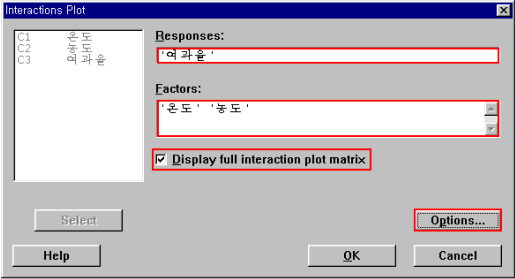 Interactions Plot
C1 온도
C2 농도
C3 여과율
Responses:
'여과율'
Factors:
'온도' '농도'
Display full interaction plot matrix
Select
Options...
Help
OK
Cancel